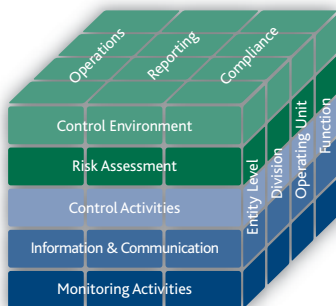 Operations
Reporting
Compliance
Control Environment
Risk Assessment
Control Activities
Information & Communication
Monitoring Activities
Entity Level
Division
Operating Unit
Function